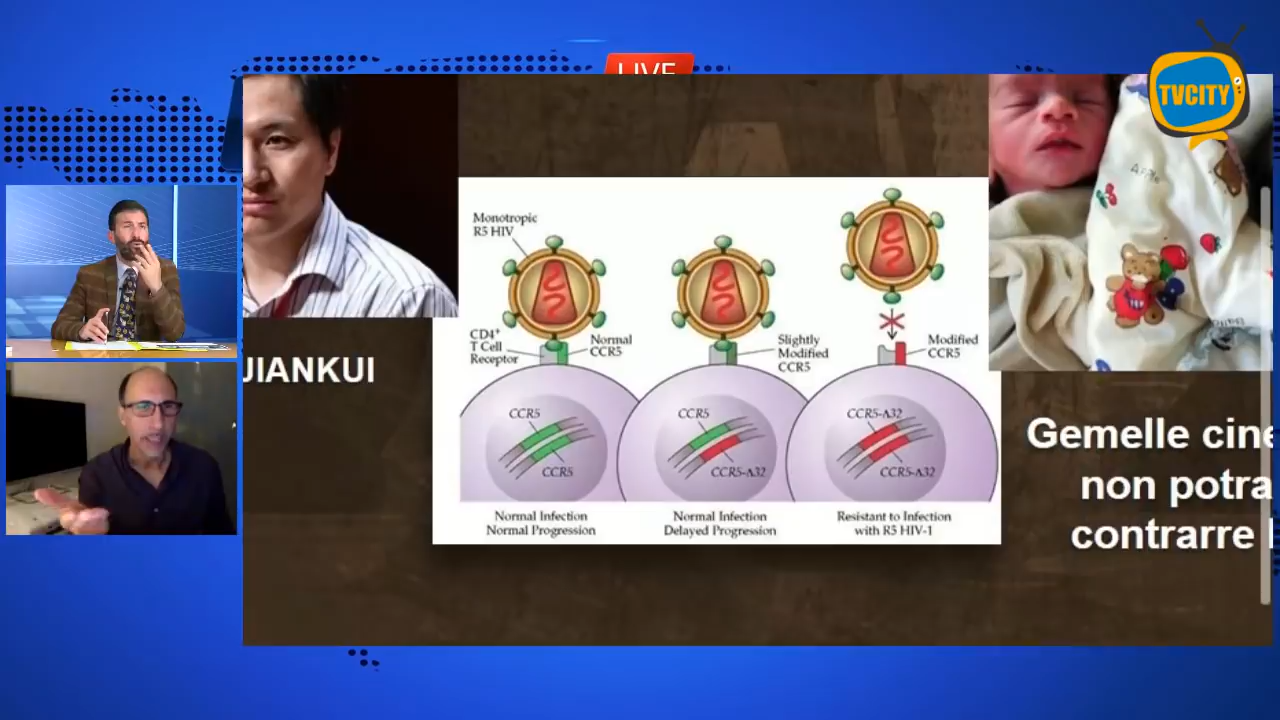 LIVE
TVCITY
Monotropic
R5 HIV
CD4+
T Cell
Receptor
Normal
CCR5
Slightly
Modified
CCR5
Modified
CCR5
CCR5
CCR5
CCR5
CCR5-Δ32
CCR5-Δ32
CCR5-Δ32
Normal Infection
Normal Progression
Normal Infection
Delayed Progression
Resistant to Infection
with R5 HIV-1
JIANKUI
Gemelle cine
non potra
contrarre